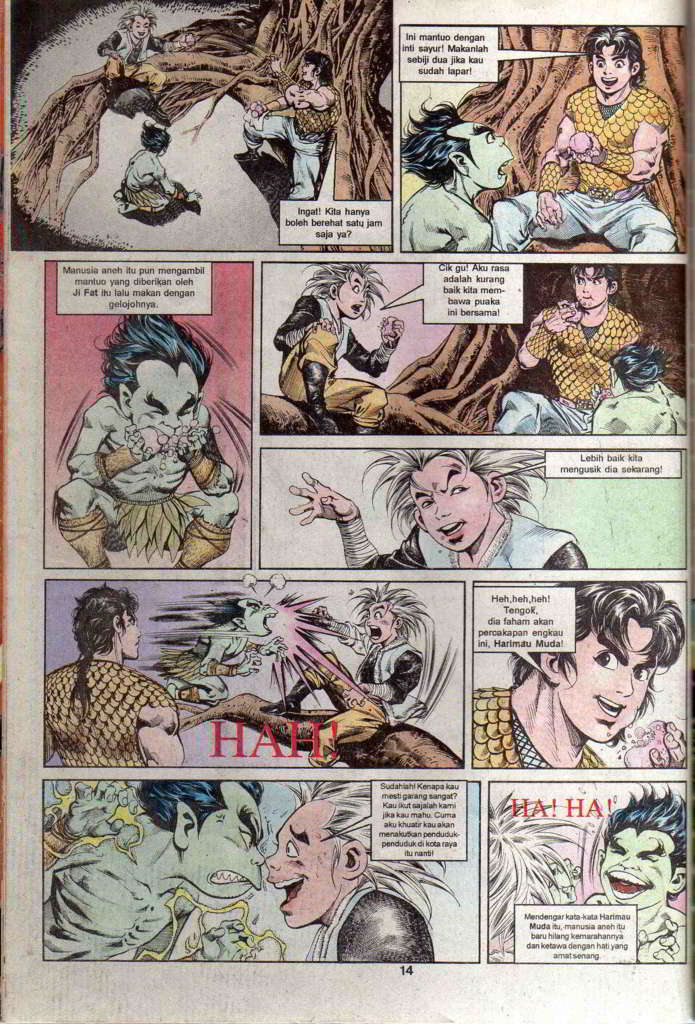 Ingat! Kita hanya
boleh berehat satu jam
saja ya?
Ini mantuo dengan
inti sayur! Makanlah
sebiji dua jika kau
sudah lapar!
Manusia aneh itu pun mengambil
mantuo yang diberikan oleh
Ji Fat itu lalu makan dengan
gelojohnya.
Cik gu! Aku rasa
adalah kurang
baik kita mem-
bawa puaka
ini bersama!
Lebih baik kita
mengusik dia sekarang!
HAH!
Heh,heh,heh!
Tengok,
dia faham akan
percakapan engkau
ini, Harimau Muda!
Sudahlah! Kenapa kau
mesti garang sangat?
Kau ikut sajalah kami
jika kau mahu. Cuma
aku khuatir kau akan
menakutkan penduduk-
penduduk di kota raya
itu nanti!
HA! HA!
Mendengar kata-kata Harimau
Muda itu, manusia aneh itu
baru hilang kemarahannya
dan ketawa dengan hati yang
amat senang.
14